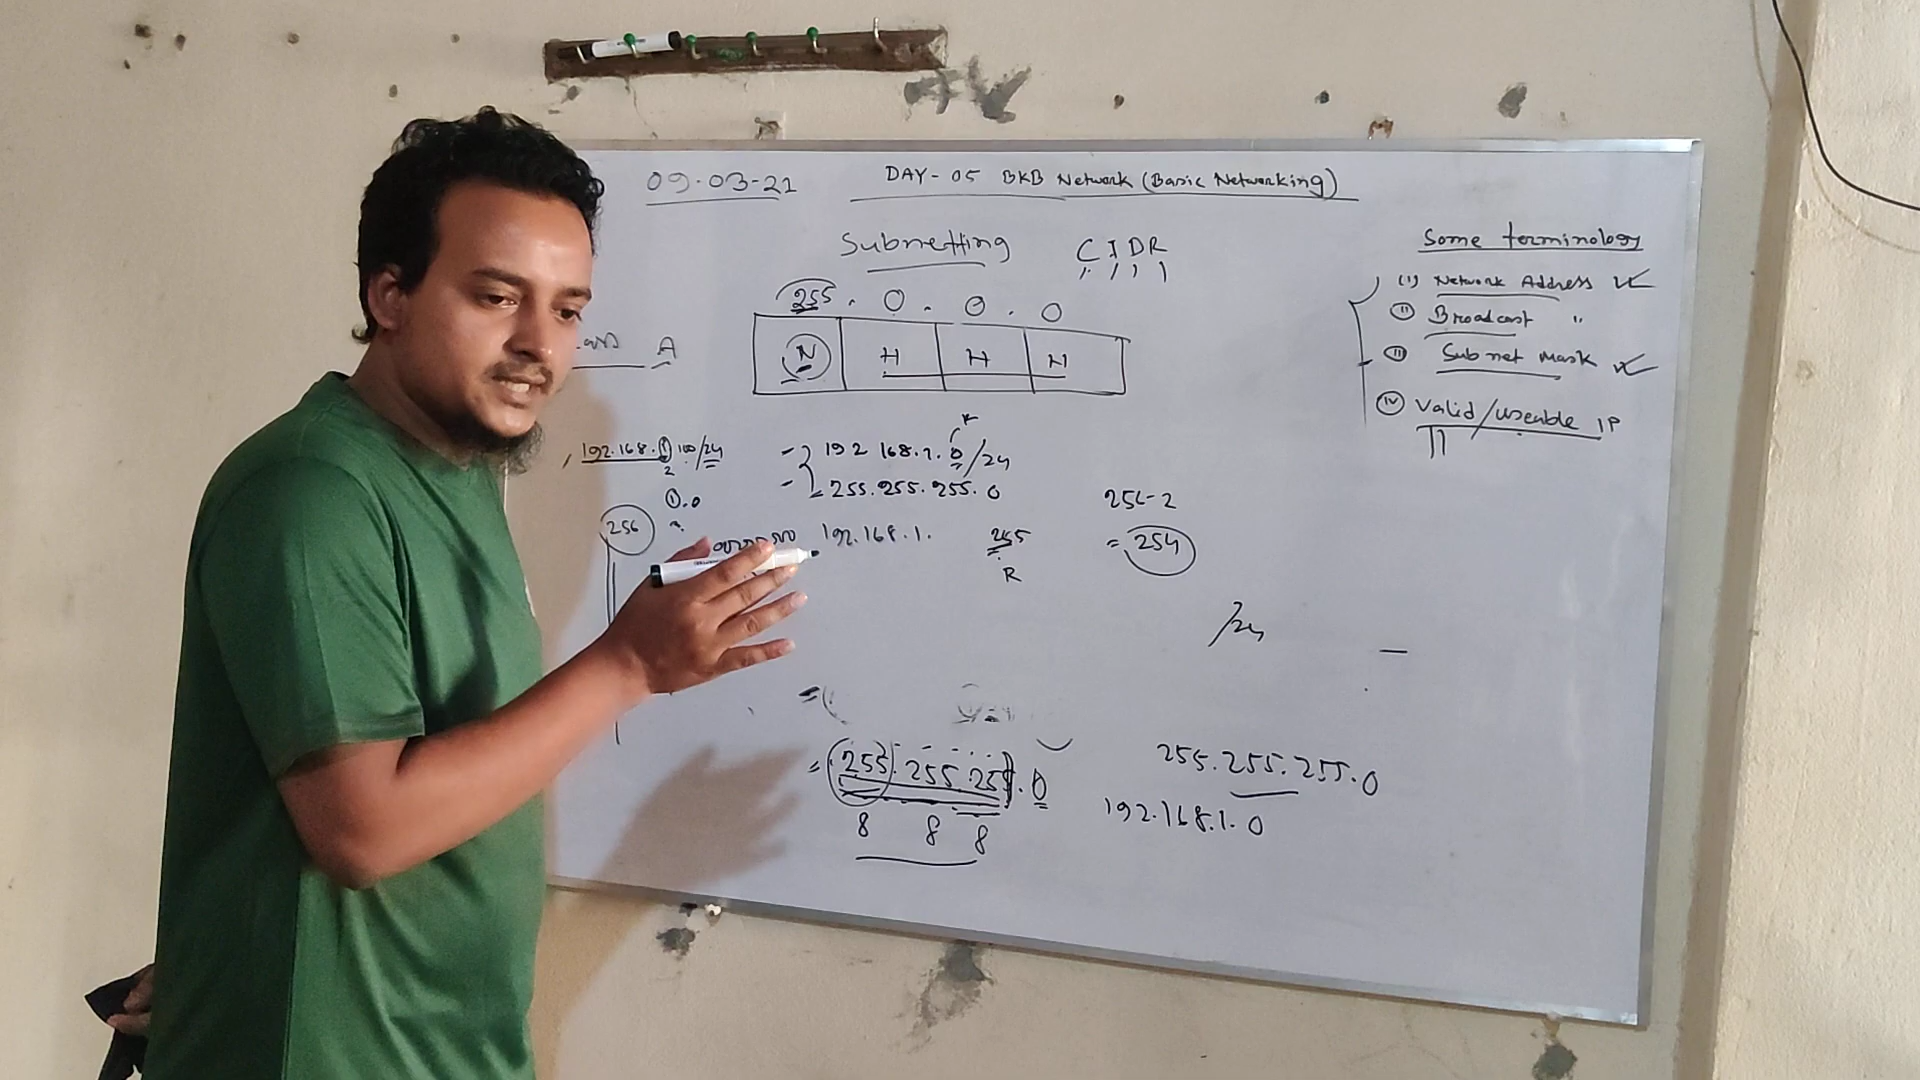 09-03-21
DAY-05 BKB Network (Basic Networking)
Subnetting CIDR
255.0.0.0
A
N H H H
192.168.1.100/24
2
1.0
256
192.168.1.0/24
255.255.255.0
192.168.1. 255
R
256-2
= 254
/24
= 255.255.255.0
8 8 8
255.255.255.0
192.168.1.0
Some terminology
(i) Network Address
(ii) Broadcast "
(iii) Subnet Mask
(iv) Valid/useable IP